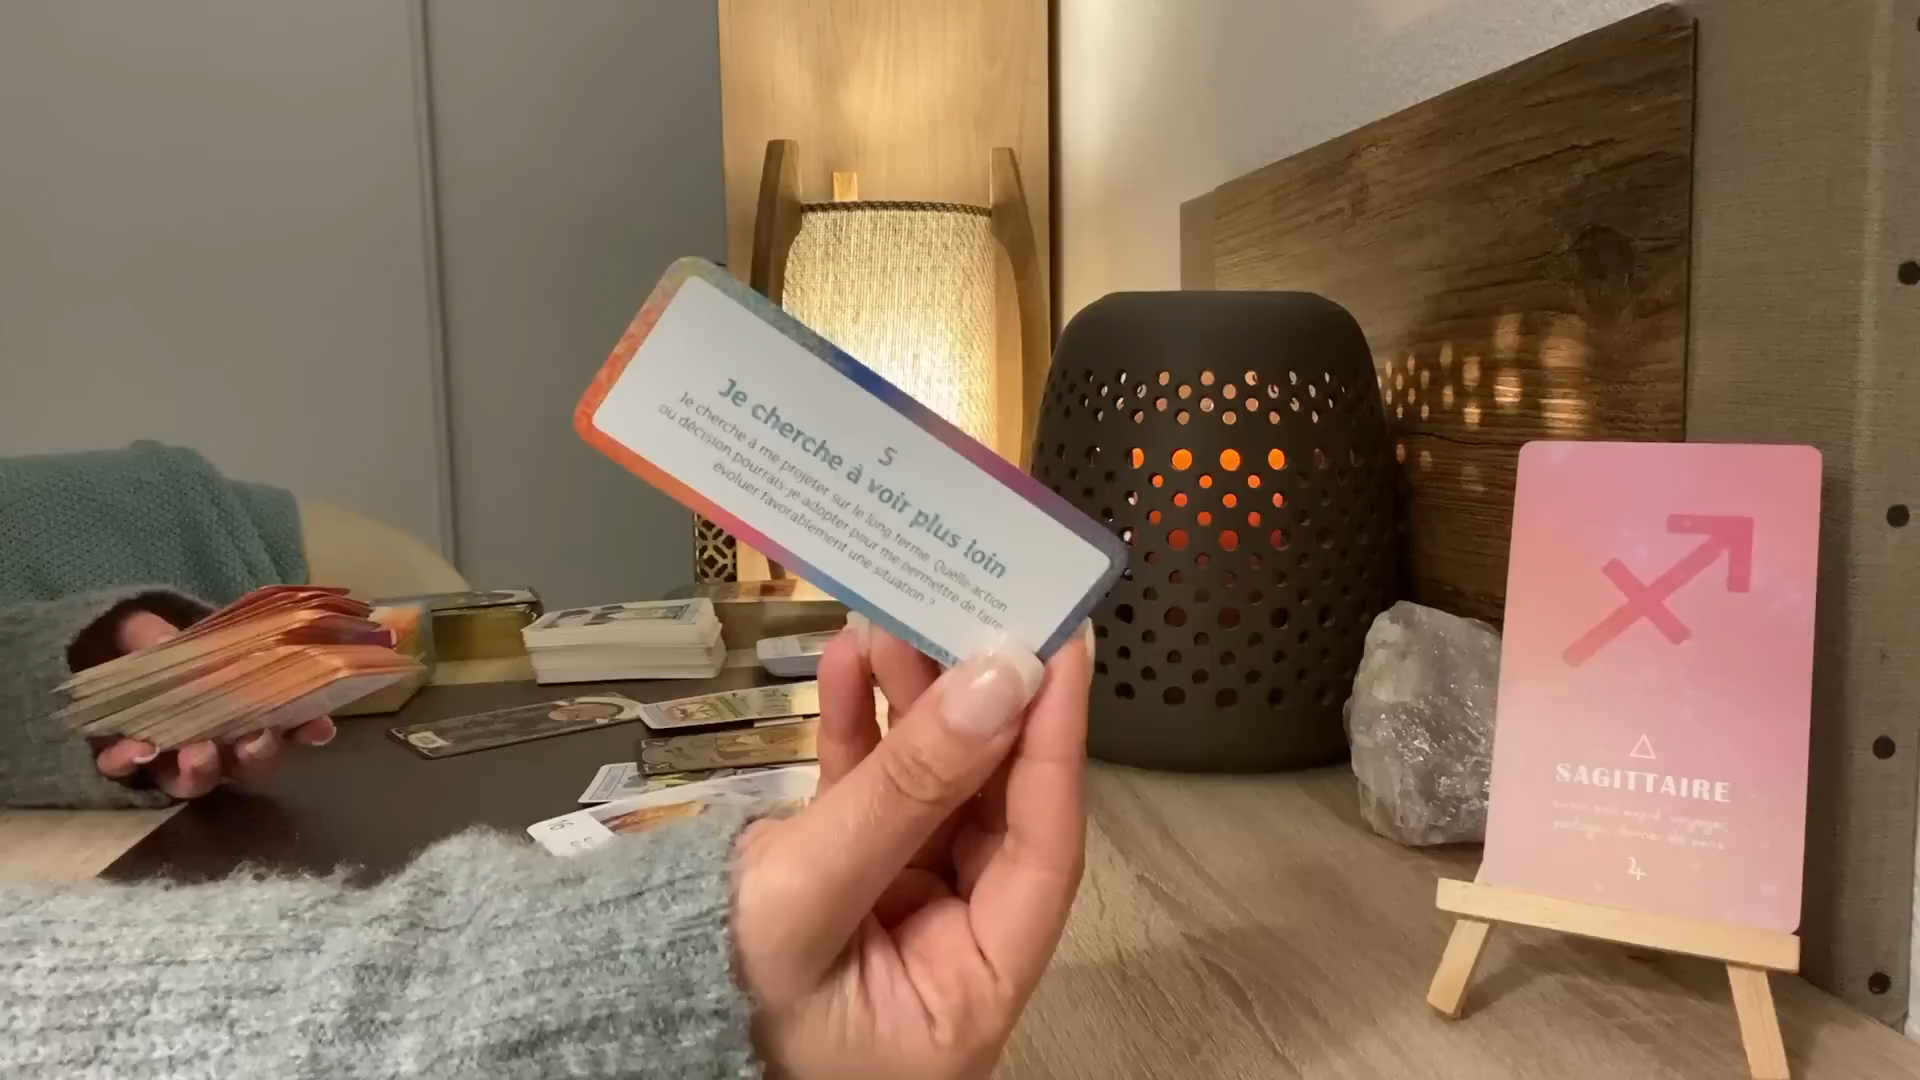 5
Je cherche à voir plus loin
Je cherche à me projeter sur le long terme. Quelle action
ou décision pourrais-je adopter pour me permettre de faire
évoluer favorablement une situation ?
16
SAGITTAIRE